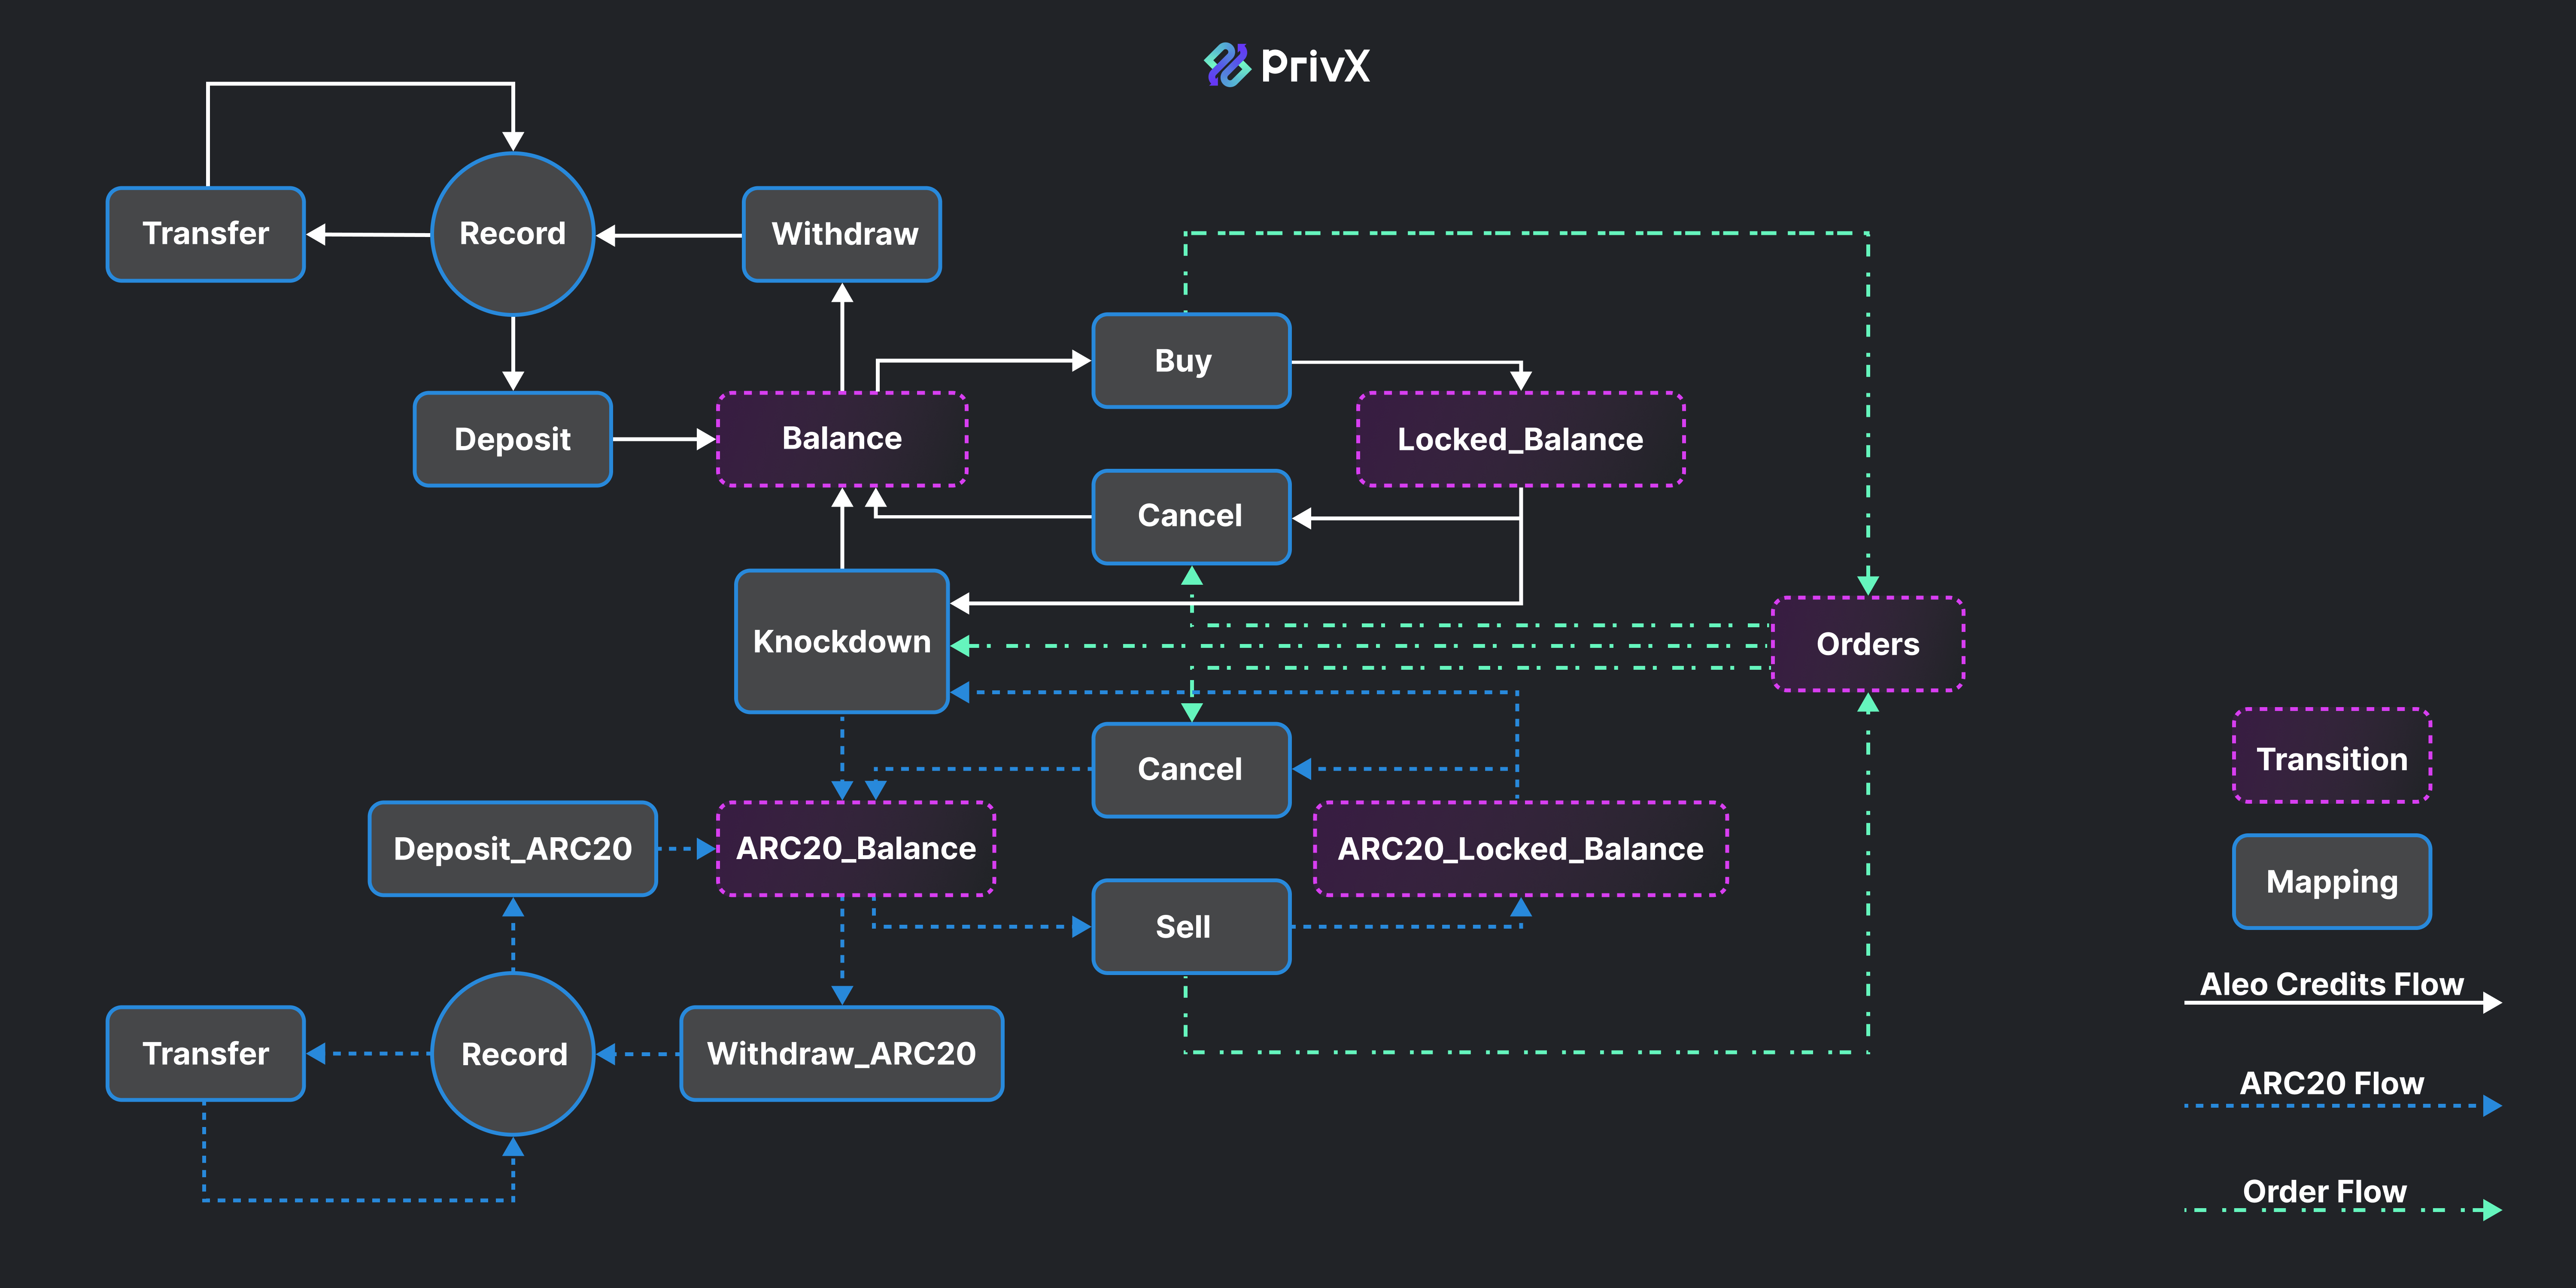 PrivX
Transfer
Record
Withdraw
Buy
Deposit
Balance
Locked_Balance
Cancel
Knockdown
Orders
Cancel
Transition
Deposit_ARC20
ARC20_Balance
ARC20_Locked_Balance
Mapping
Sell
Aleo Credits Flow
Transfer
Record
Withdraw_ARC20
ARC20 Flow
Order Flow